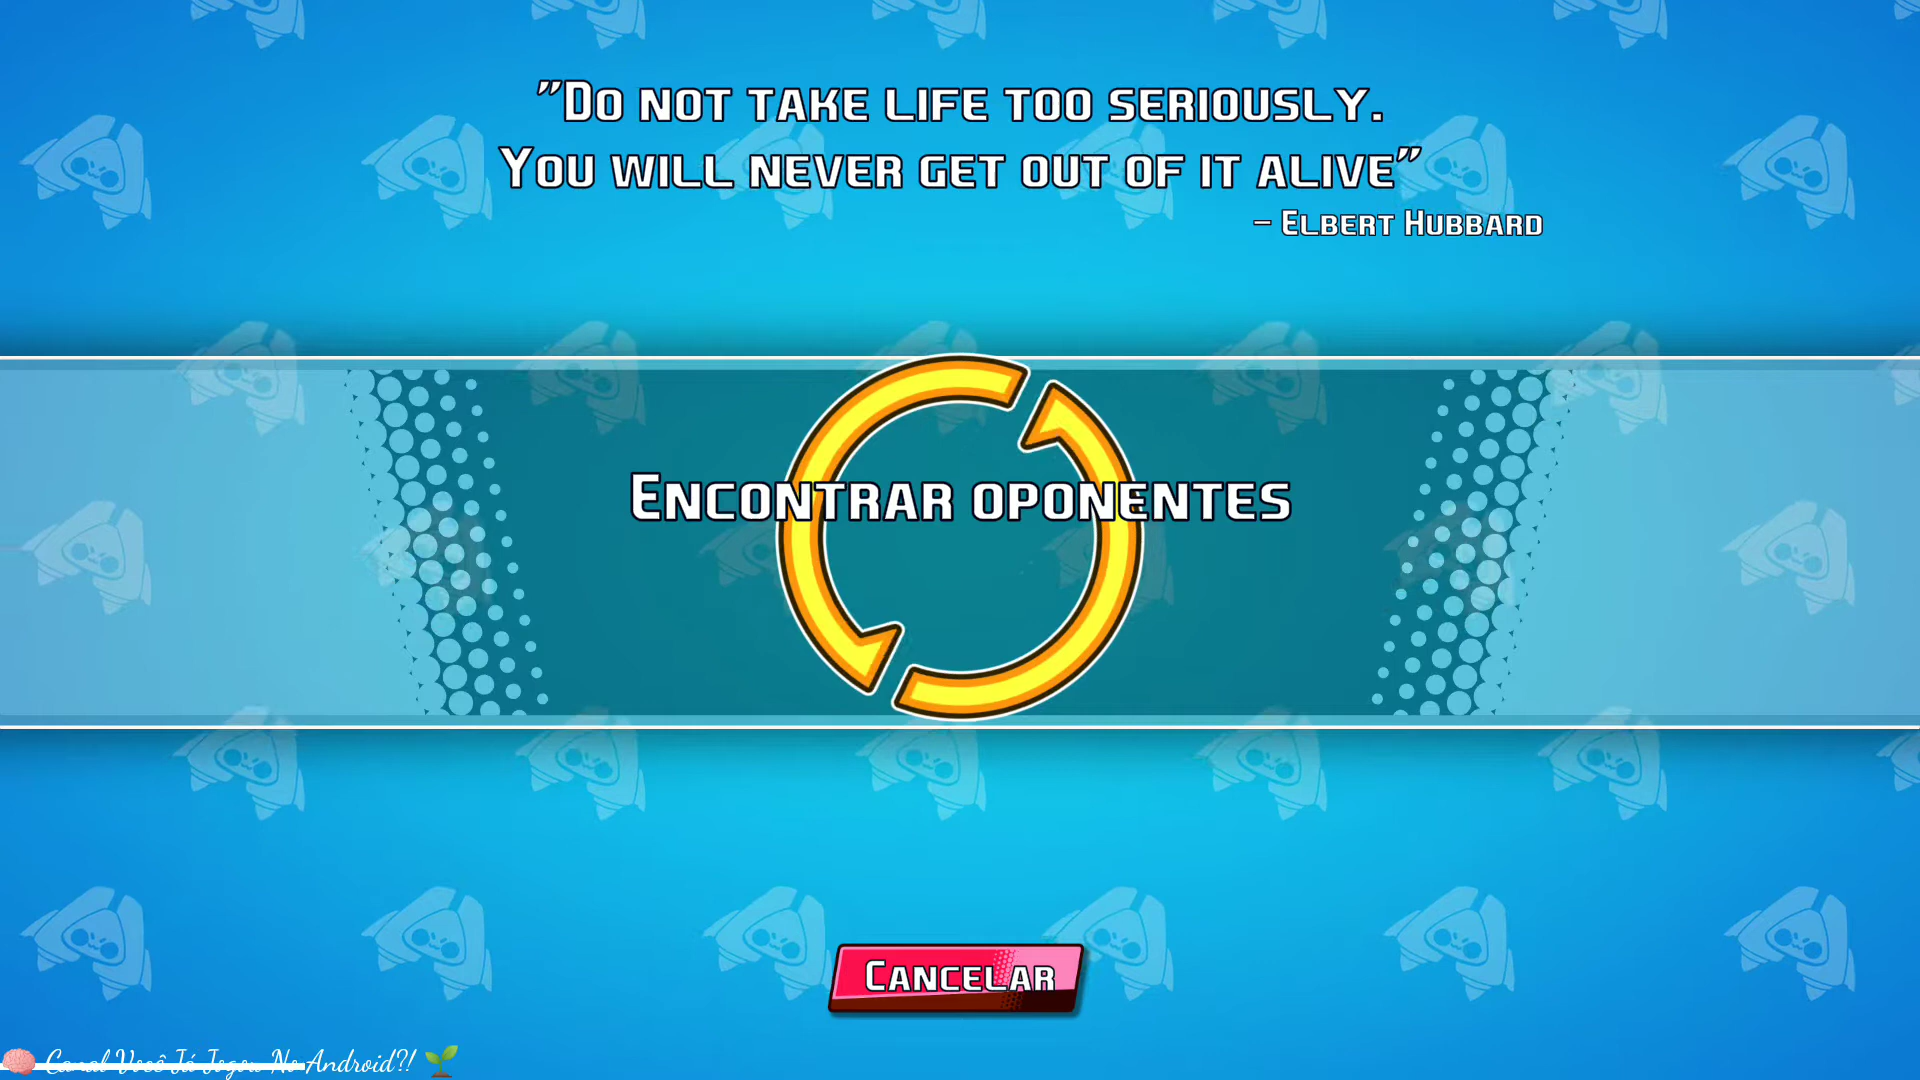 "Do not take life too seriously.
You will never get out of it alive"
- Elbert Hubbard
Encontrar oponentes
Cancelar
🧠 Canal Você Já Jogou No Android?! 🌱